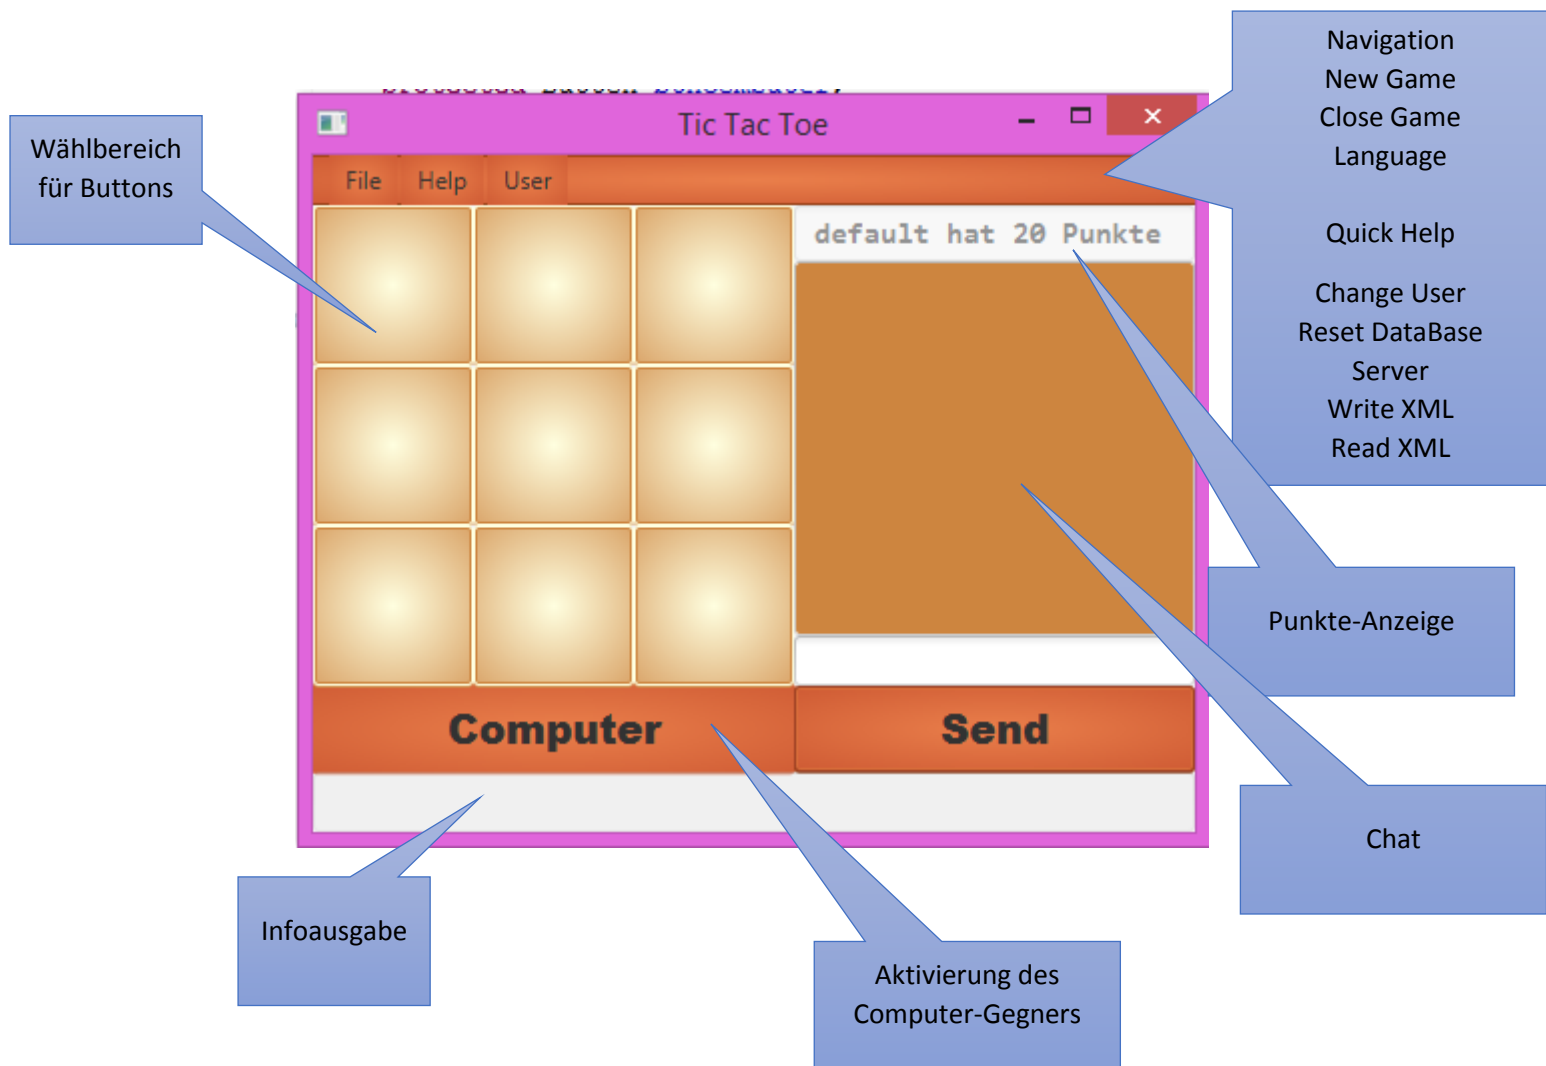 Navigation
New Game
Close Game
Language
Quick Help
Change User
Reset DataBase
Server
Write XML
Read XML
Wählbereich
für Buttons
Tic Tac Toe
File Help User
default hat 20 Punkte
Punkte-Anzeige
Computer
Send
Chat
Infoausgabe
Aktivierung des
Computer-Gegners